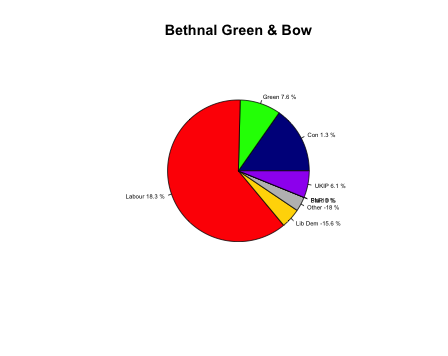 Bethnal Green & Bow
Green 7.6 %
Con 1.3 %
Labour 18.3 %
UKIP 6.1 %
Other -18 %
Lib Dem -15.6 %